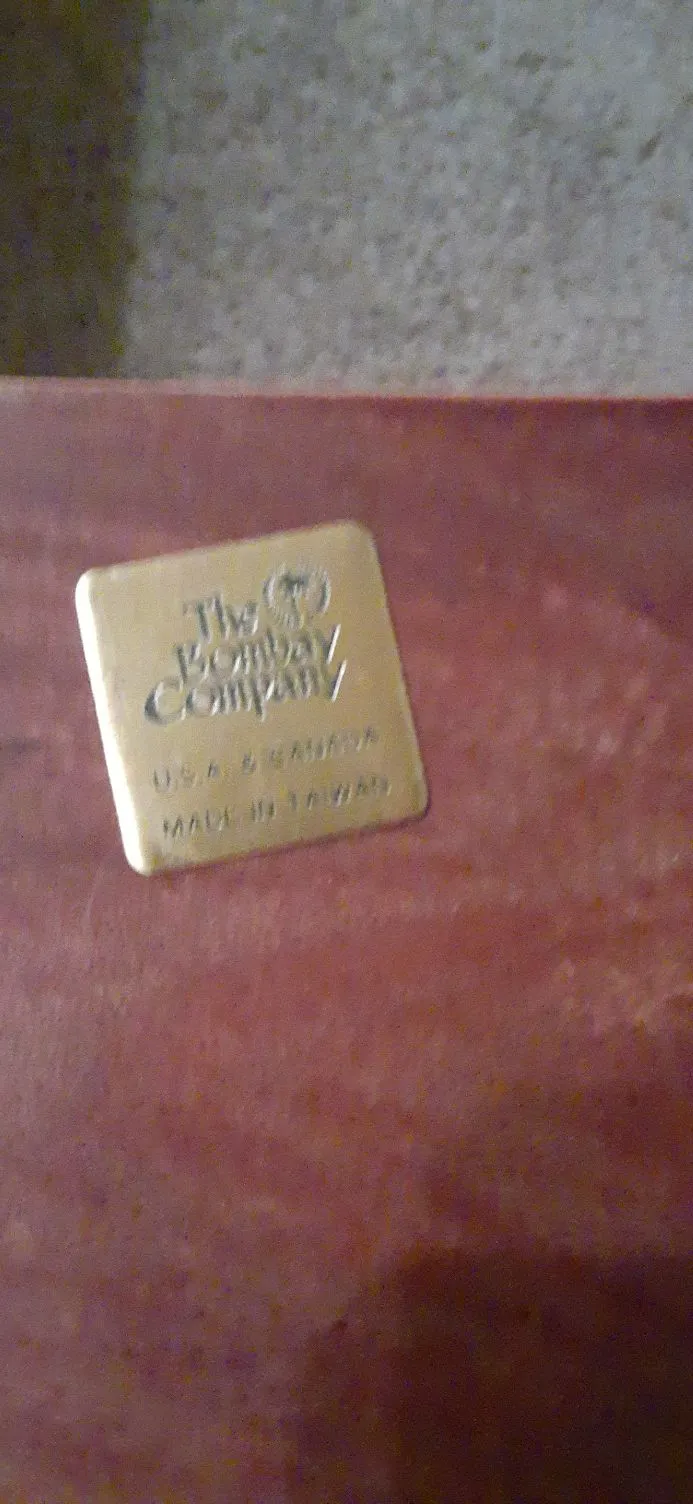 The
Bombay
Company
U.S.A. & CANADA
MADE IN TAIWAN